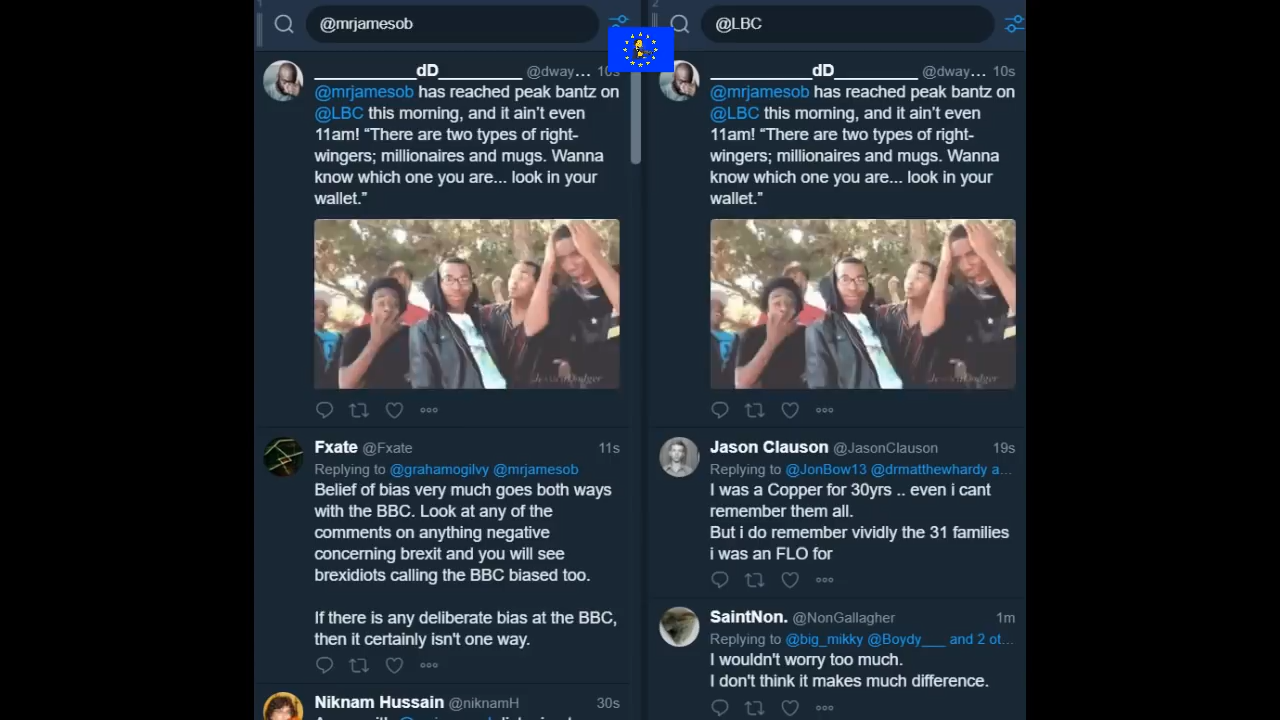 1
@mrjamesob
__________dD________ @dway... 10s
@mrjamesob has reached peak bantz on
@LBC this morning, and it ain’t even
11am! “There are two types of right-
wingers; millionaires and mugs. Wanna
know which one you are... look in your
wallet.”
Fxate @Fxate 11s
Replying to @grahamogilvy @mrjamesob
Belief of bias very much goes both ways
with the BBC. Look at any of the
comments on anything negative
concerning brexit and you will see
brexidiots calling the BBC biased too.
If there is any deliberate bias at the BBC,
then it certainly isn't one way.
Niknam Hussain @niknamH 30s
2
@LBC
__________dD________ @dway... 10s
@mrjamesob has reached peak bantz on
@LBC this morning, and it ain’t even
11am! “There are two types of right-
wingers; millionaires and mugs. Wanna
know which one you are... look in your
wallet.”
Jason Clauson @JasonClauson 19s
Replying to @JonBow13 @drmatthewhardy a...
I was a Copper for 30yrs .. even i cant
remember them all.
But i do remember vividly the 31 families
i was an FLO for
SaintNon. @NonGallagher 1m
Replying to @big_mikky @Boydy___ and 2 ot...
I wouldn't worry too much.
I don't think it makes much difference.